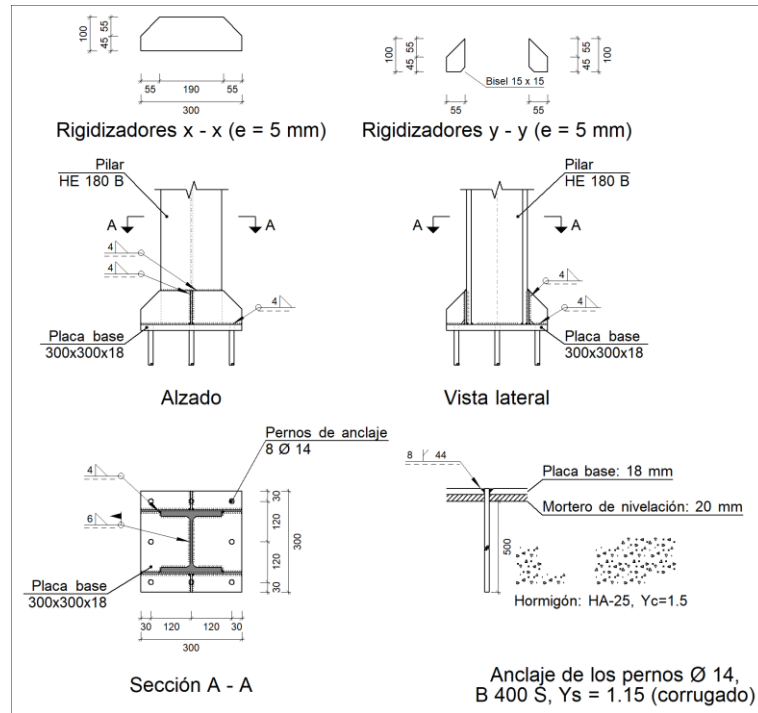 100
45 55
55 190 55
300
Rigidizadores x - x (e = 5 mm)
100
45 55
45 55
100
Bisel 15 x 15
55 55
Rigidizadores y - y (e = 5 mm)
Pilar
HE 180 B
A A
4
4
4
Placa base
300x300x18
Alzado
Pilar
HE 180 B
A A
4
4
Placa base
300x300x18
Vista lateral
Pernos de anclaje
8 Ø 14
4
6
30
120
120
30
300
Placa base
300x300x18
30 120 120 30
300
Sección A - A
8 44
Placa base: 18 mm
Mortero de nivelación: 20 mm
500
Hormigón: HA-25, Yc=1.5
Anclaje de los pernos Ø 14,
B 400 S, Ys = 1.15 (corrugado)